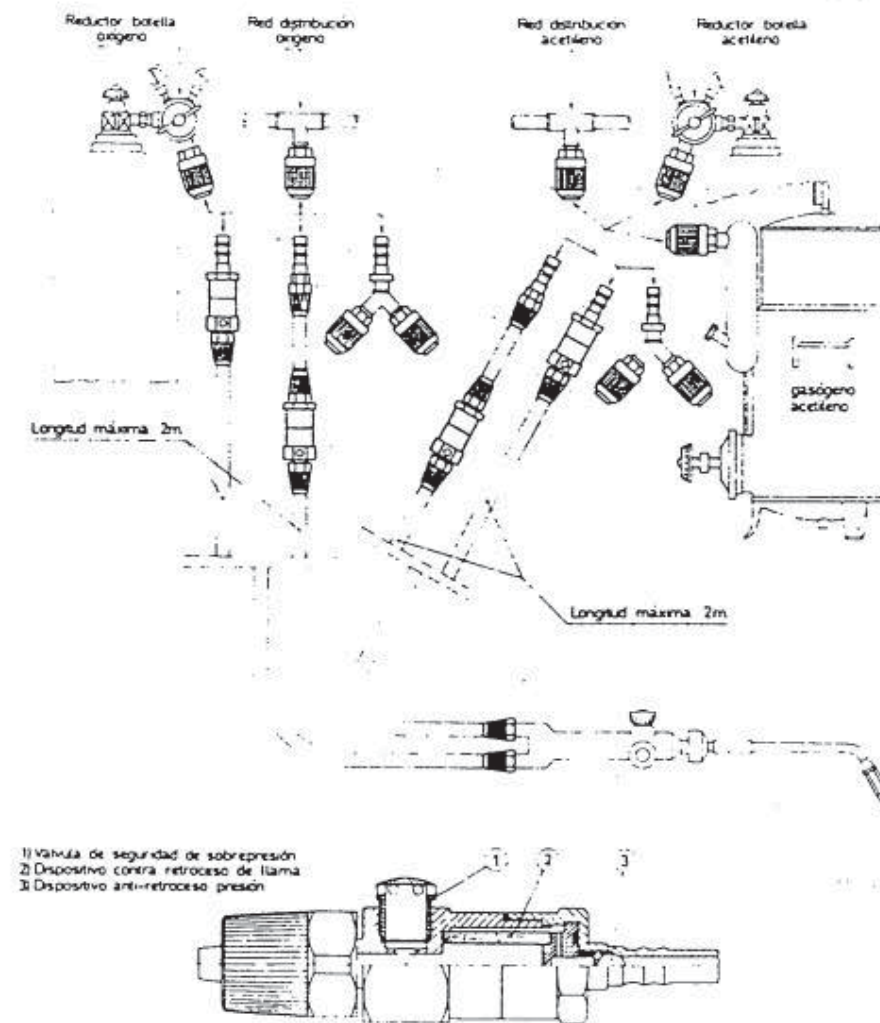 Reductor botella
oxígeno
Red distribución
oxígeno
Red distribución
acetileno
Reductor botella
acetileno
gasógeno
acetileno
Longitud máxima 2m.
Longitud máxima 2m.
1) Válvula de seguridad de sobrepresión
2) Dispositivo contra retroceso de llama
3) Dispositivo anti-retroceso presión
1
2
3